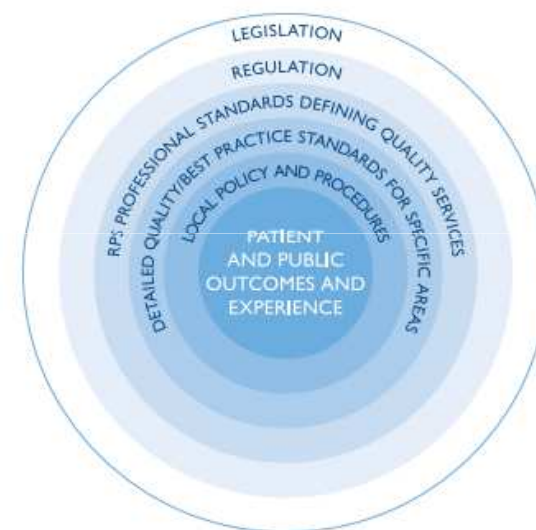 LEGISLATION
REGULATION
RPS PROFESSIONAL STANDARDS DEFINING QUALITY SERVICES
DETAILED QUALITY/BEST PRACTICE STANDARDS FOR SPECIFIC AREAS
LOCAL POLICY AND PROCEDURES
PATIENT
AND PUBLIC
OUTCOMES AND
EXPERIENCE